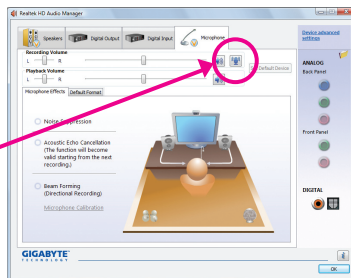 Realtek HD Audio Manager
Speakers
Digital Output
Digital Input
Microphone
Device advanced
settings
Recording Volume
L
R
Set Default Device
Playback Volume
L
R
ANALOG
Back Panel
Microphone Effects
Default Format
Noise Suppression
Acoustic Echo Cancellation
(The function will become
valid starting from the next
recording.)
Front Panel
Beam Forming
(Directional Recording)
Microphone Calibration
DIGITAL
GIGABYTE
TECHNOLOGY
OK